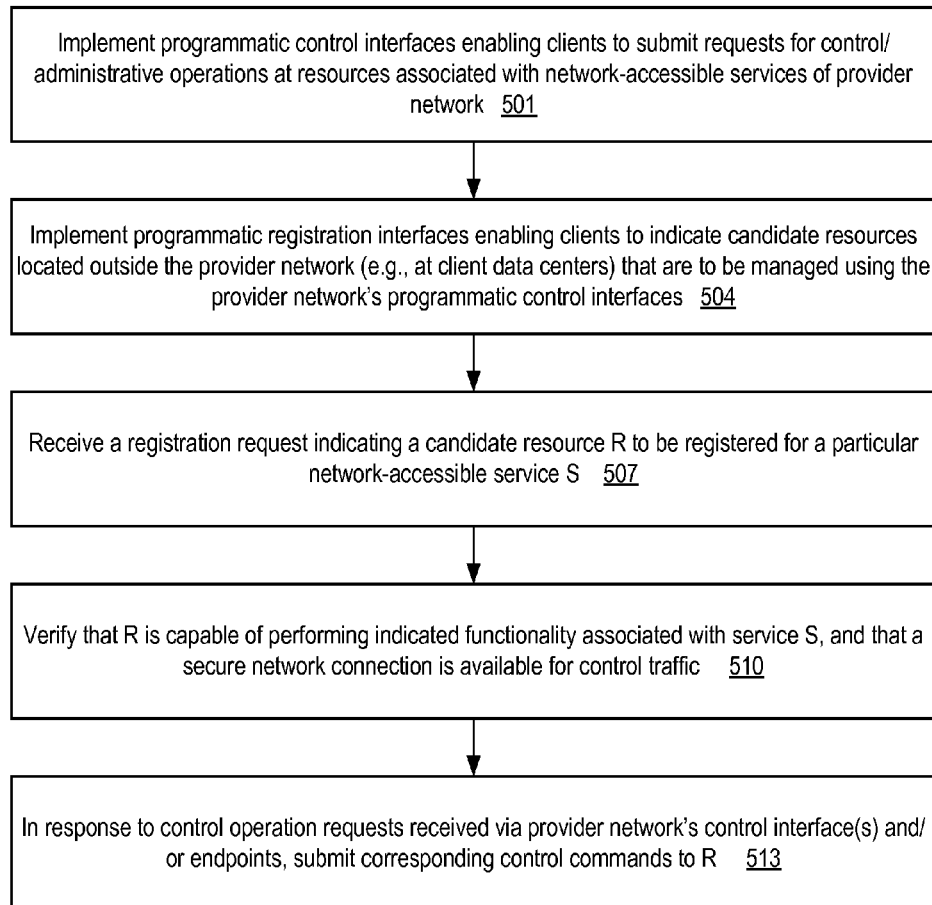 Implement programmatic control interfaces enabling clients to submit requests for control/
administrative operations at resources associated with network-accessible services of provider
network 501
Implement programmatic registration interfaces enabling clients to indicate candidate resources
located outside the provider network (e.g., at client data centers) that are to be managed using the
provider network's programmatic control interfaces 504
Receive a registration request indicating a candidate resource R to be registered for a particular
network-accessible service S 507
Verify that R is capable of performing indicated functionality associated with service S, and that a
secure network connection is available for control traffic 510
In response to control operation requests received via provider network's control interface(s) and/
or endpoints, submit corresponding control commands to R 513